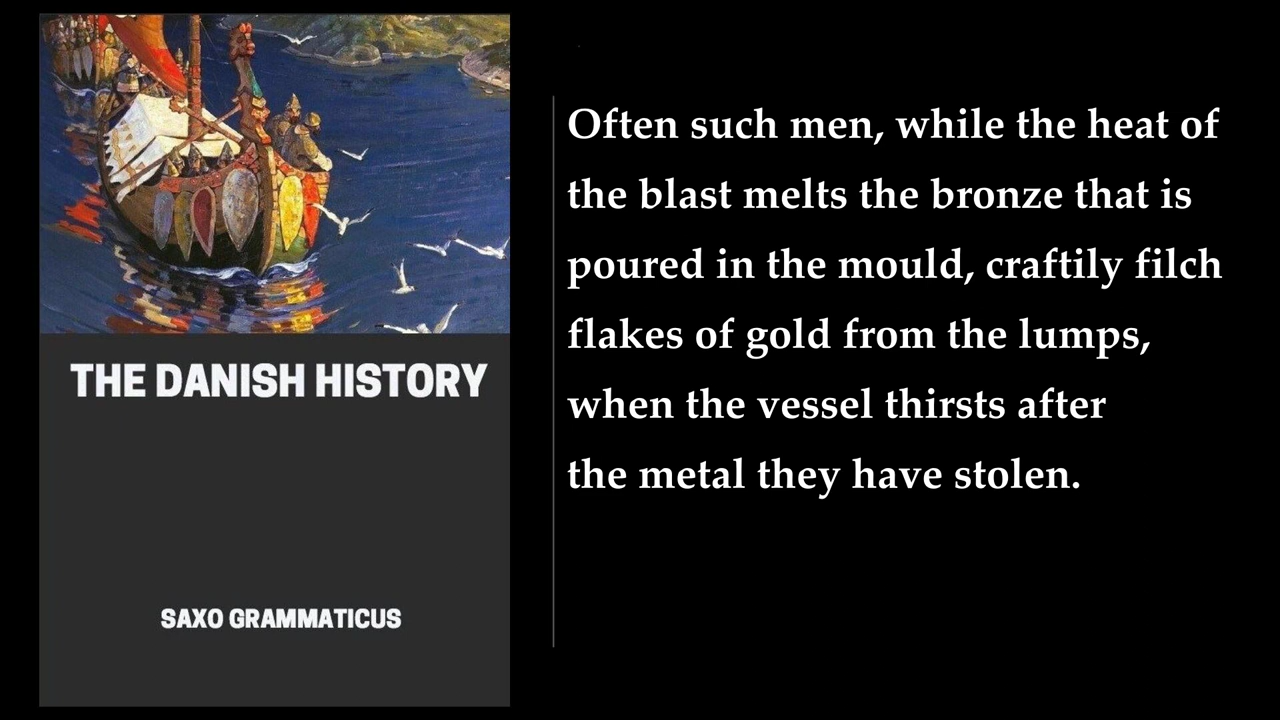 THE DANISH HISTORY
SAXO GRAMMATICUS
Often such men, while the heat of
the blast melts the bronze that is
poured in the mould, craftily filch
flakes of gold from the lumps,
when the vessel thirsts after
the metal they have stolen.